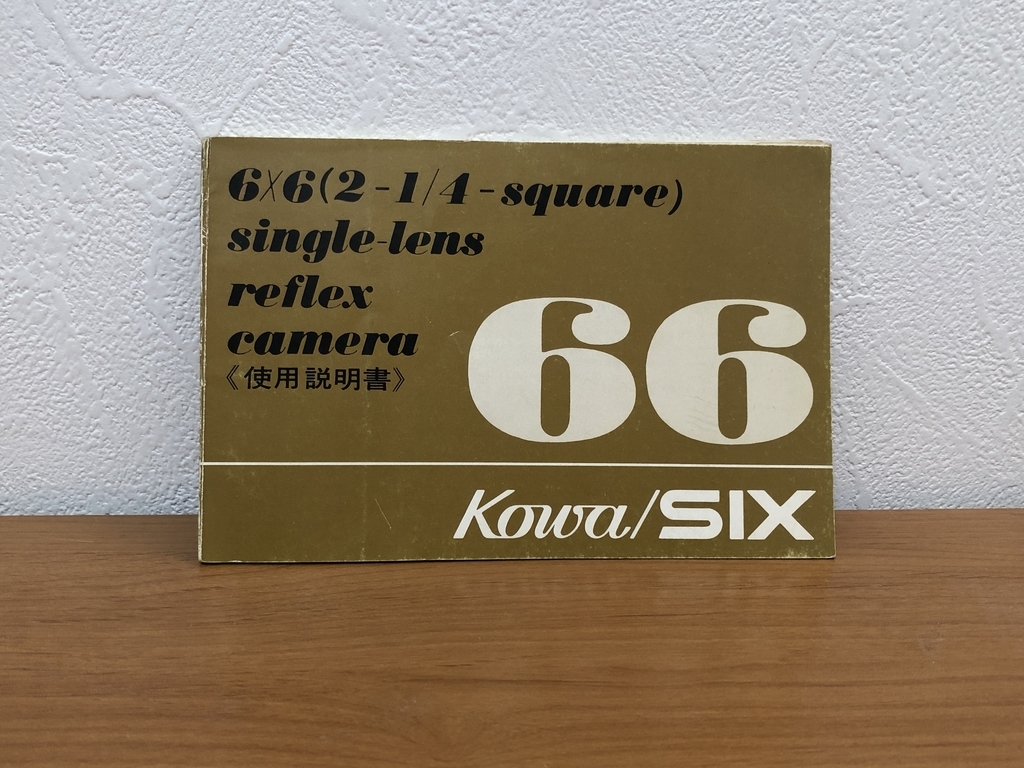 6×6(2-1/4-square)
single-lens
reflex
camera
《使用説明書》
66
Kowa/SIX